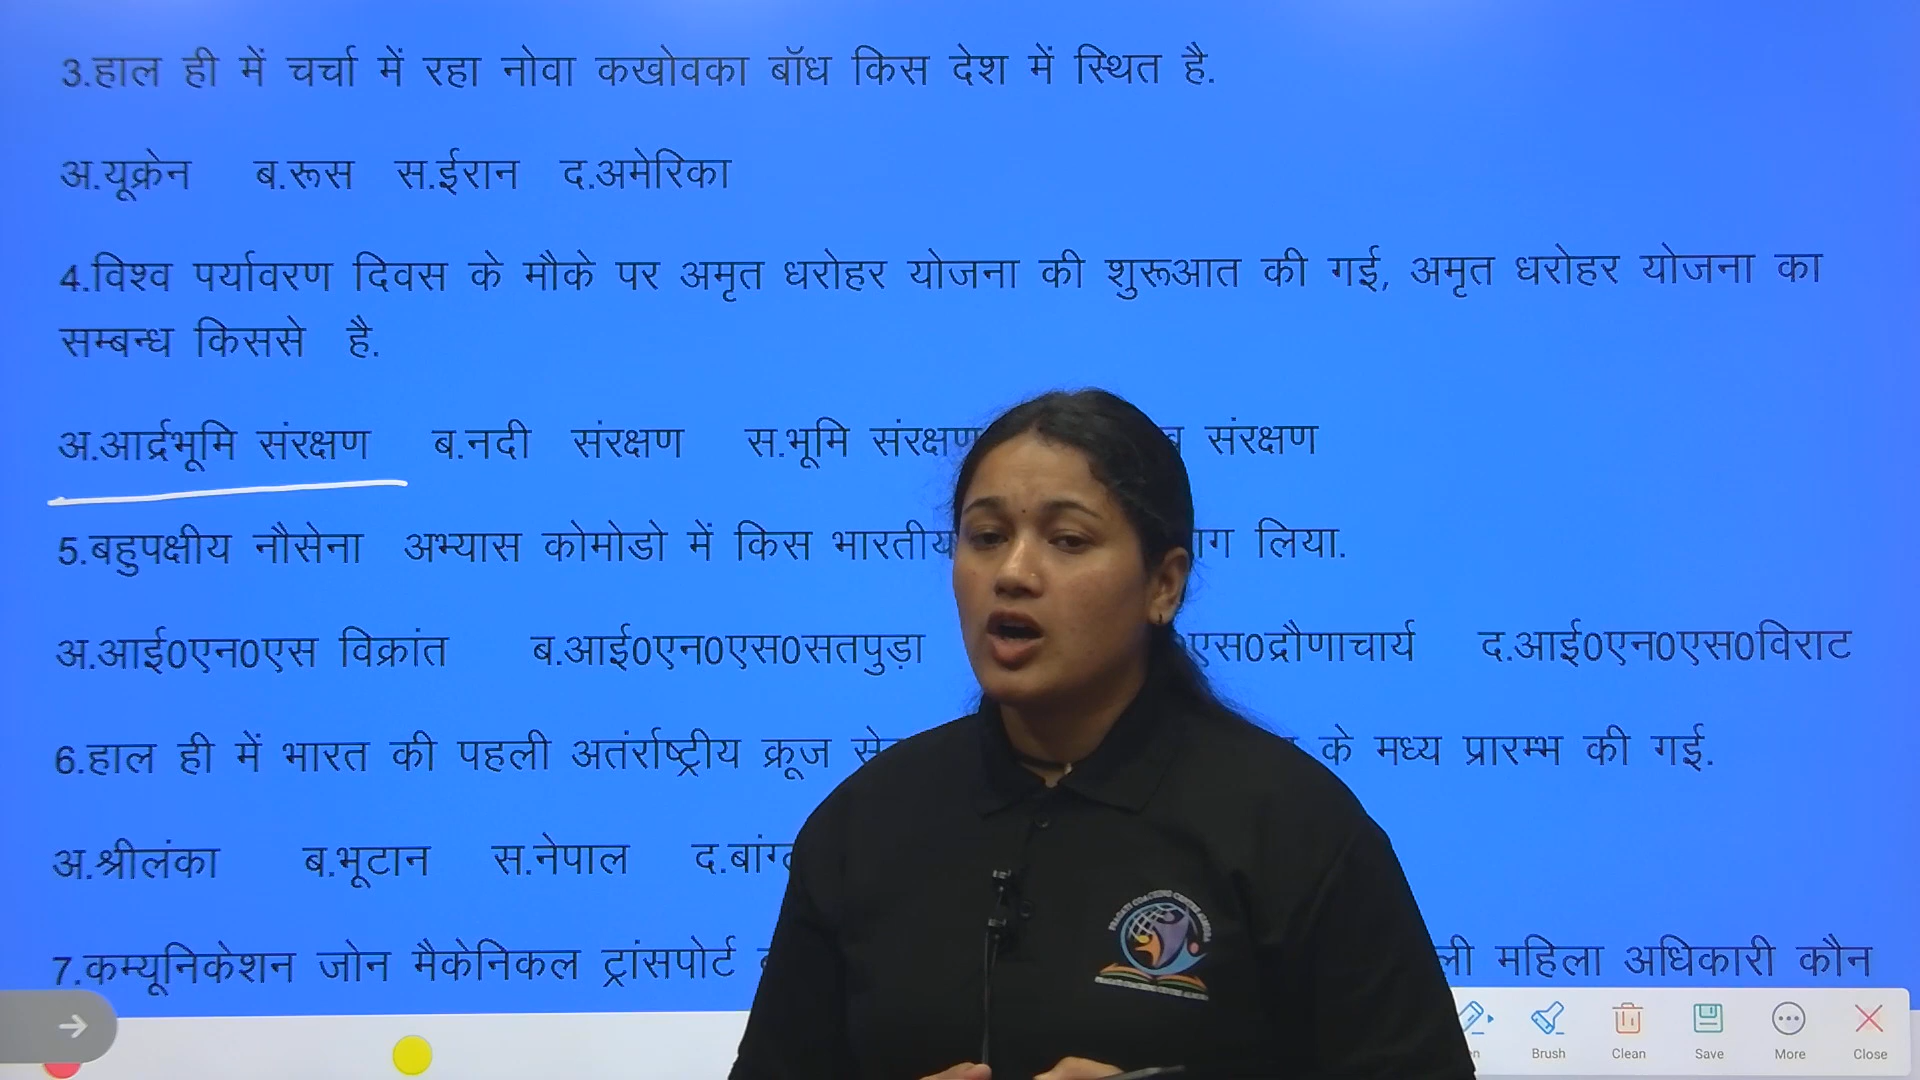 3.हाल ही में चर्चा में रहा नोवा कखोवका बॉध किस देश में स्थित है.
अ.यूक्रेन ब.रूस स.ईरान द.अमेरिका
4.विश्व पर्यावरण दिवस के मौके पर अमृत धरोहर योजना की शुरूआत की गई, अमृत धरोहर योजना का
सम्बन्ध किससे है.
अ.आर्द्रभूमि संरक्षण ब.नदी संरक्षण स.भूमि संरक्षण संरक्षण
5.बहुपक्षीय नौसेना अभ्यास कोमोडो में किस भारतीय लिया.
अ.आई0एन0एस विक्रांत ब.आई0एन0एस0सतपुड़ा एस0द्रौणाचार्य द.आई0एन0एस0विराट
6.हाल ही में भारत की पहली अतंर्राष्ट्रीय क्रूज के मध्य प्रारम्भ की गई.
अ.श्रीलंका ब.भूटान स.नेपाल
7.कम्यूनिकेशन जोन मैकेनिकल ट्रांसपोर्ट महिला अधिकारी कौन
Brush Clean Save More Close